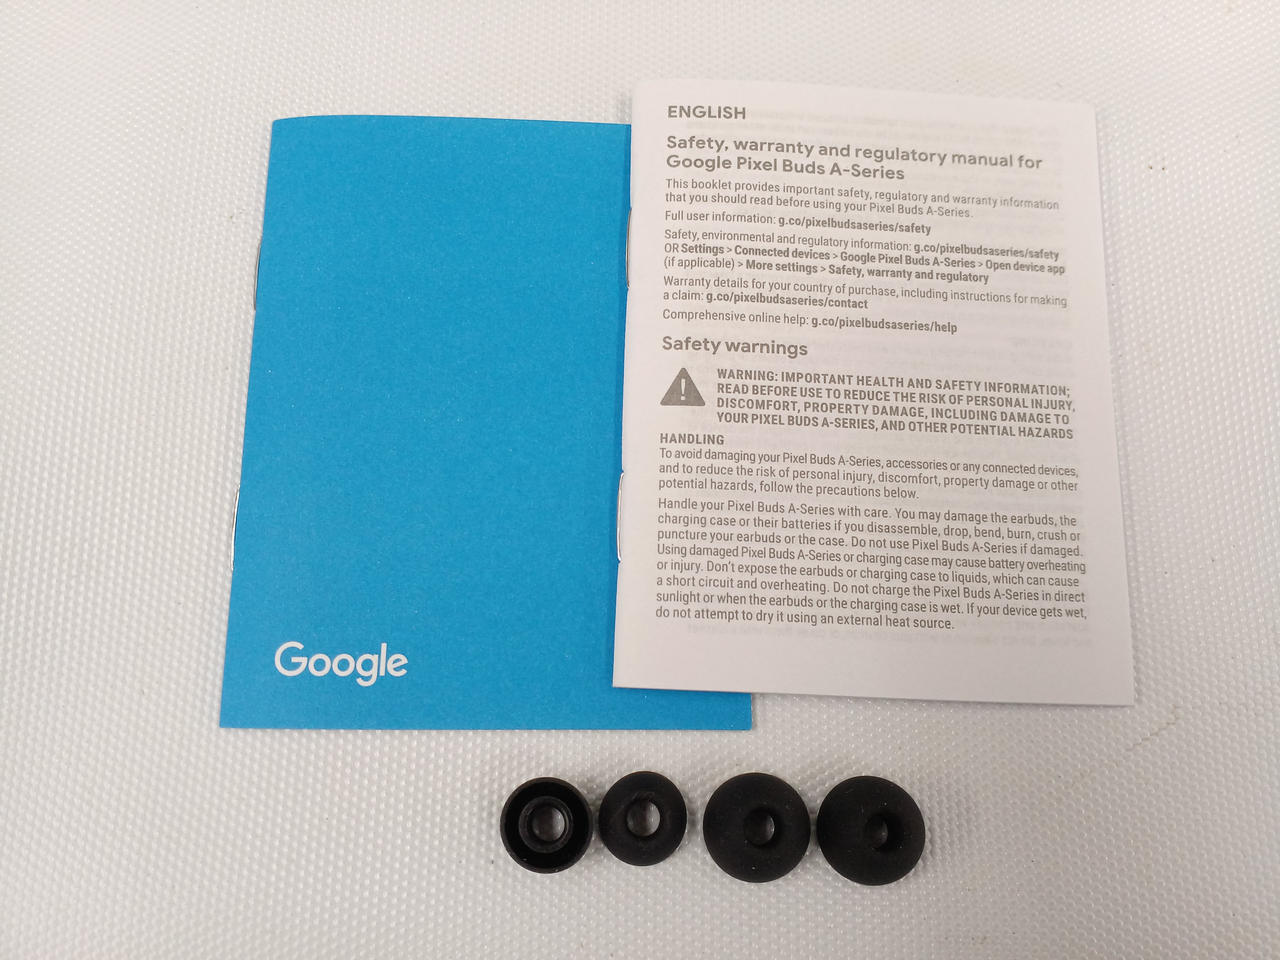 Google
ENGLISH
Safety, warranty and regulatory manual for
Google Pixel Buds A-Series
This booklet provides important safety, regulatory and warranty information
that you should read before using your Pixel Buds A-Series.
Full user information: g.co/pixelbudsaseries/safety
Safety, environmental and regulatory information: g.co/pixelbudsaseries/safety
OR Settings > Connected devices > Google Pixel Buds A-Series > Open device app
(if applicable) > More settings > Safety, warranty and regulatory
Warranty details for your country of purchase, including instructions for making
a claim: g.co/pixelbudsaseries/contact
Comprehensive online help: g.co/pixelbudsaseries/help
Safety warnings
WARNING: IMPORTANT HEALTH AND SAFETY INFORMATION;
READ BEFORE USE TO REDUCE THE RISK OF PERSONAL INJURY,
DISCOMFORT, PROPERTY DAMAGE, INCLUDING DAMAGE TO
YOUR PIXEL BUDS A-SERIES, AND OTHER POTENTIAL HAZARDS
HANDLING
To avoid damaging your Pixel Buds A-Series, accessories or any connected devices,
and to reduce the risk of personal injury, discomfort, property damage or other
potential hazards, follow the precautions below.
Handle your Pixel Buds A-Series with care. You may damage the earbuds, the
charging case or their batteries if you disassemble, drop, bend, burn, crush or
puncture your earbuds or the case. Do not use Pixel Buds A-Series if damaged.
Using damaged Pixel Buds A-Series or charging case may cause battery overheating
or injury. Don't expose the earbuds or charging case to liquids, which can cause
a short circuit and overheating. Do not charge the Pixel Buds A-Series in direct
sunlight or when the earbuds or the charging case is wet. If your device gets wet,
do not attempt to dry it using an external heat source.